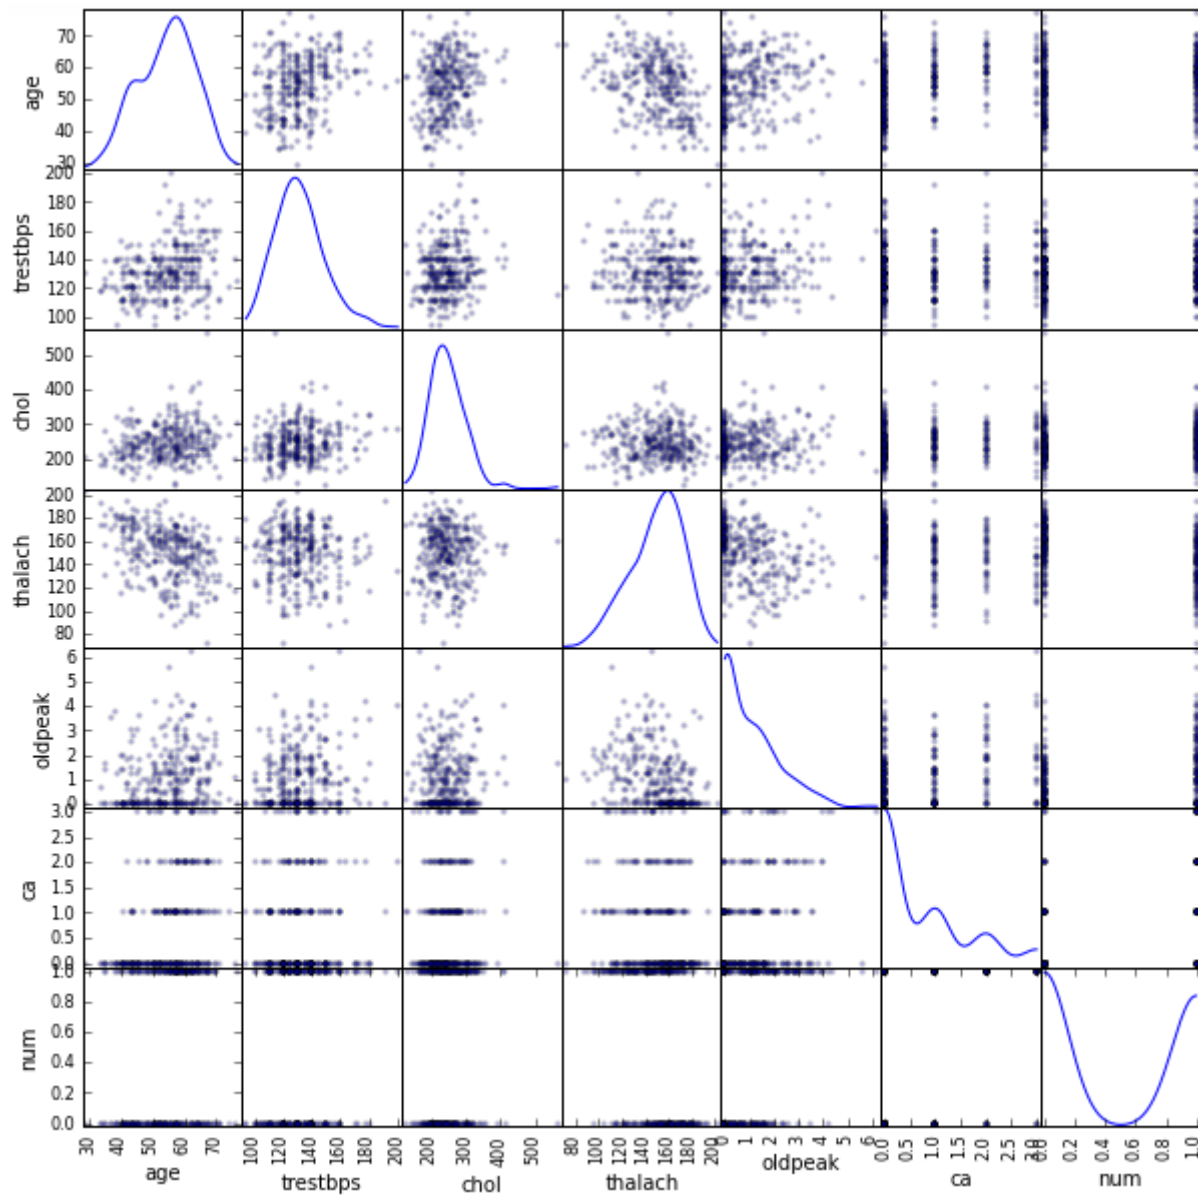 age
70
60
50
40
30
trestbps
200
180
160
140
120
100
chol
500
400
300
200
thalach
200
180
160
140
120
100
80
oldpeak
6
5
4
3
2
1
0
ca
3.0
2.5
2.0
1.5
1.0
0.5
0.0
num
1.0
0.8
0.6
0.4
0.2
0.0
30 40 50 60 70
100 120 140 160 180 200
200 300 400 500
80 100 120 140 160 180 200
0 1 2 3 4 5 6
0.0 0.5 1.0 1.5 2.0 2.5 3.0
0.0 0.2 0.4 0.6 0.8 1.0
age trestbps chol thalach oldpeak ca num